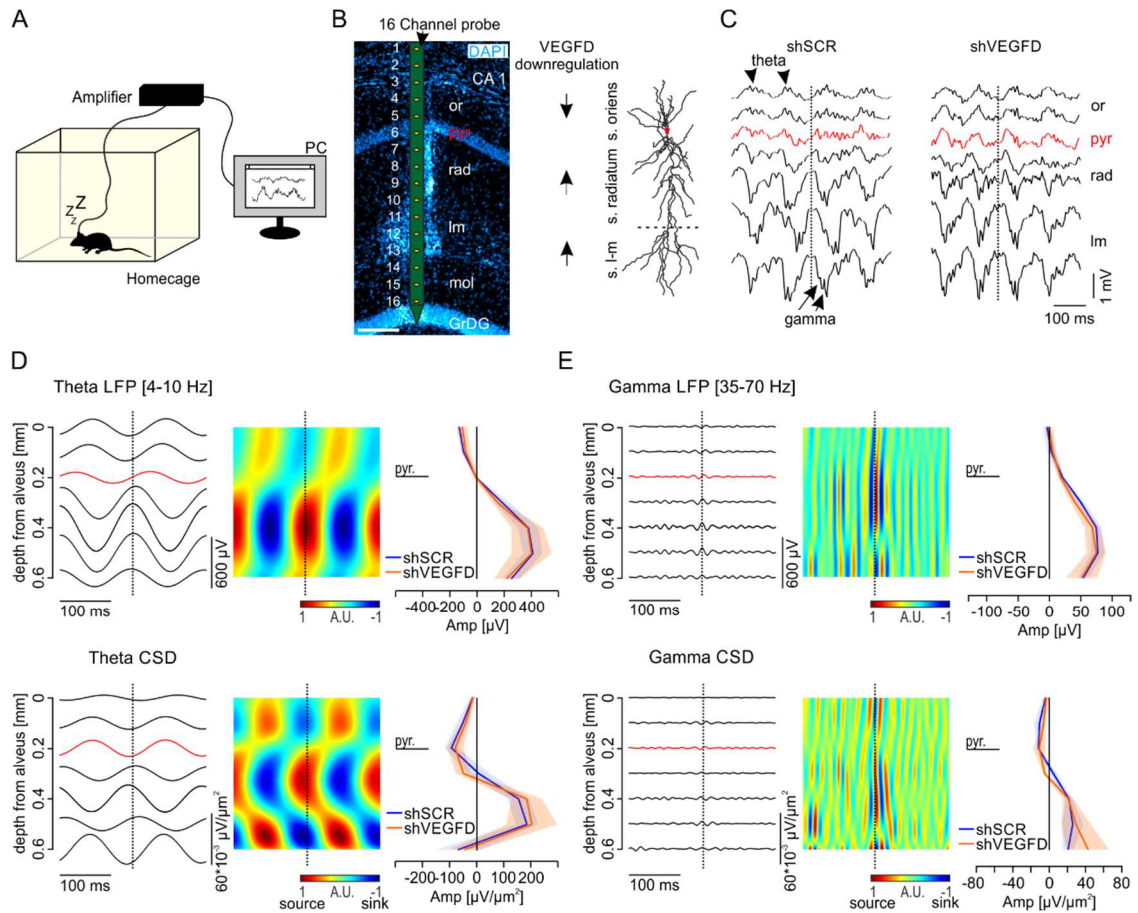 A
Amplifier
PC
z z Z
Homecage
B
16 Channel probe
DAPI
1
2
3
4
5
6
7
8
9
10
11
12
13
14
15
16
CA 1
or
pyr
rad
lm
mol
GrDG
VEGFD
downregulation
s. oriens
s. radiatum
s. l-m
C
shSCR
shVEGFD
theta
or
pyr
rad
lm
gamma
1 mV
100 ms
D
Theta LFP [4-10 Hz]
depth from alveus [mm]
0
0.2
0.4
0.6
600 µV
100 ms
1 A.U. -1
pyr.
shSCR
shVEGFD
-400 -200 0 200 400
Amp [µV]
Theta CSD
depth from alveus [mm]
0
0.2
0.4
0.6
60*10⁻³ µV/µm²
100 ms
1 A.U. -1
source sink
pyr.
shSCR
shVEGFD
-200 -100 0 100 200 300
Amp [µV/µm²]
E
Gamma LFP [35-70 Hz]
depth from alveus [mm]
0
0.2
0.4
0.6
600 µV
100 ms
1 A.U. -1
pyr.
shSCR
shVEGFD
-100 -50 0 50 100
Amp [µV]
Gamma CSD
depth from alveus [mm]
0
0.2
0.4
0.6
60*10⁻³ µV/µm²
100 ms
1 A.U. -1
source sink
pyr.
shSCR
shVEGFD
-80 -40 0 40 80
Amp [µV/µm²]